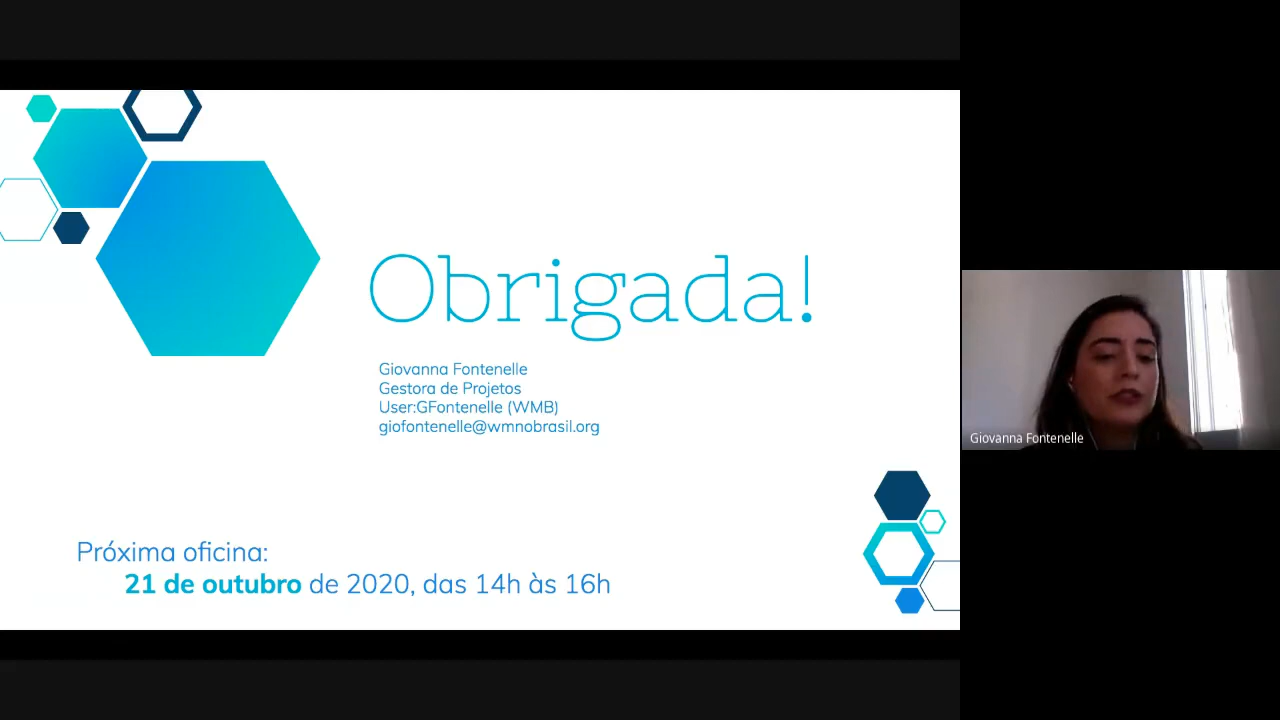 Obrigada!
Giovanna Fontenelle
Gestora de Projetos
User:GFontenelle (WMB)
giofontenelle@wmnobrasil.org
Próxima oficina:
21 de outubro de 2020, das 14h às 16h
Giovanna Fontenelle